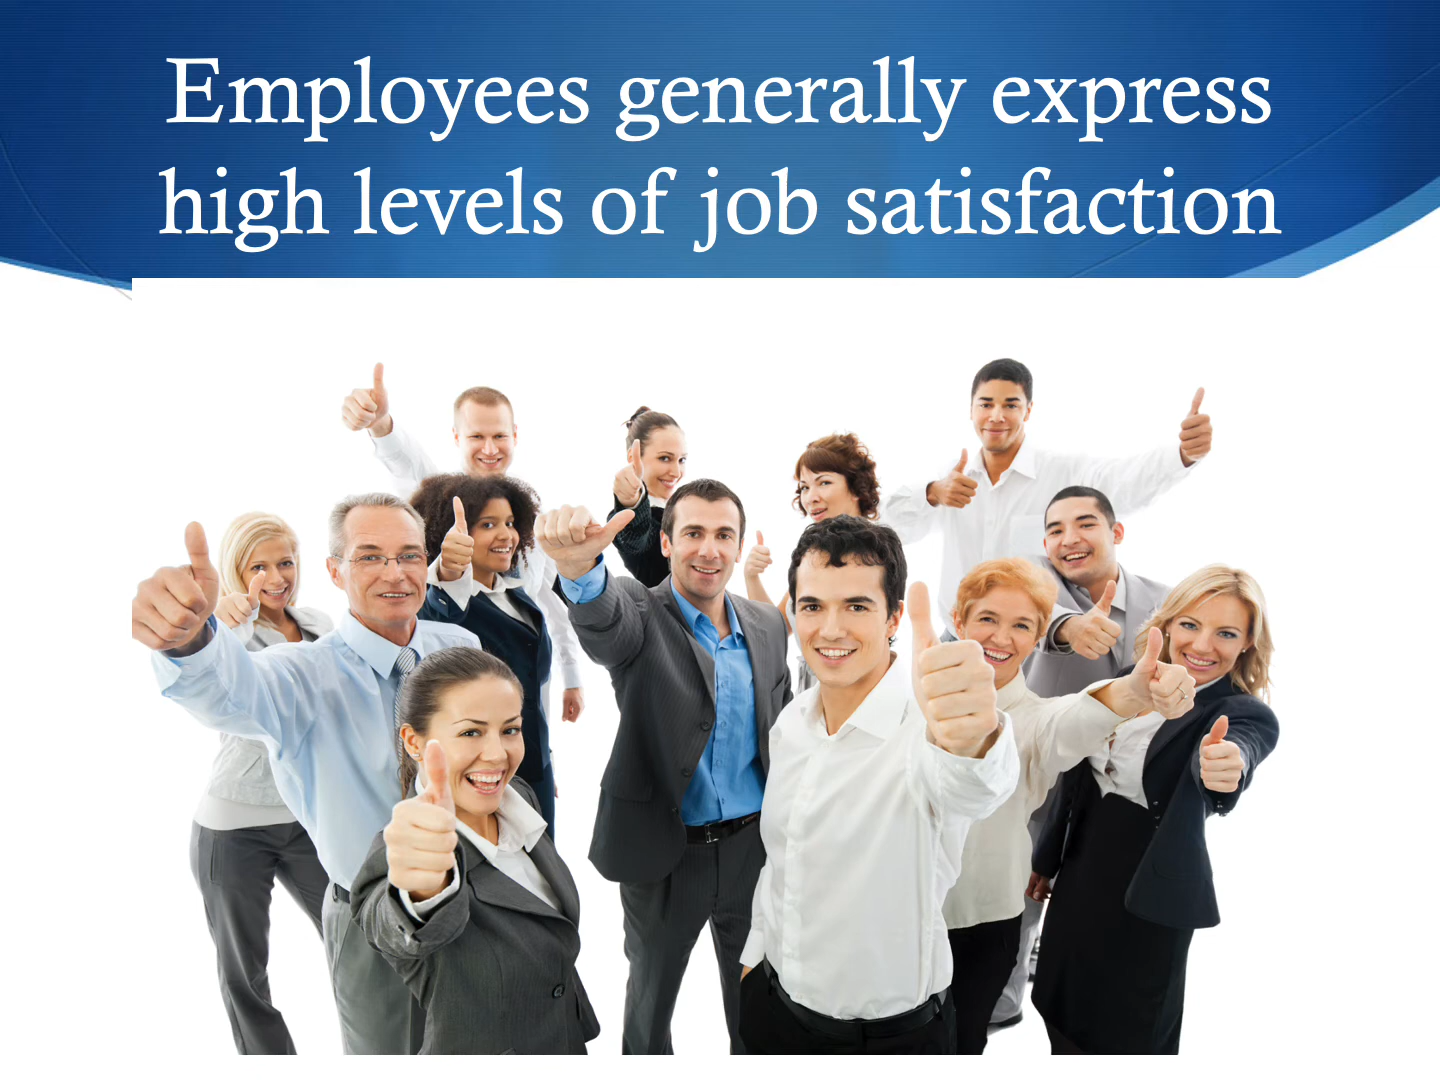 Employees generally express
high levels of job satisfaction